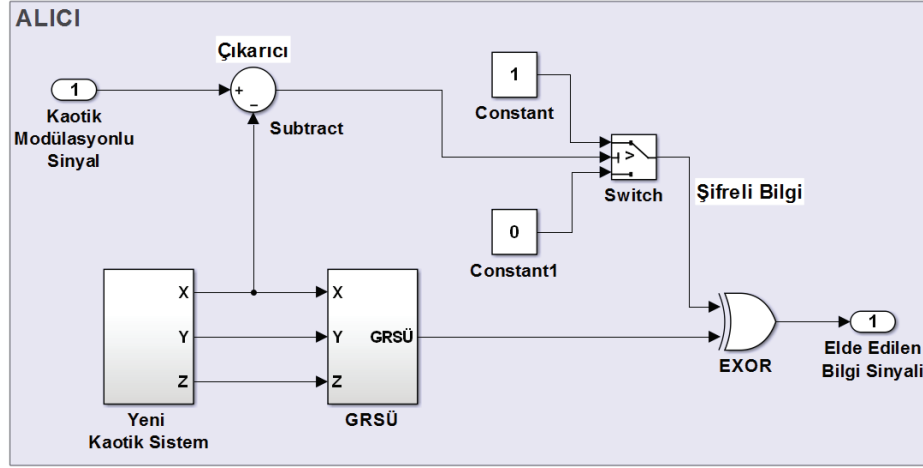 ALICI
Çıkarıcı
1
+
−
1
Kaotik
Modülasyonlu
Sinyal
Subtract
Constant
>
Switch
Şifreli Bilgi
0
Constant1
X
X
Y
Y
GRSÜ
Z
Z
1
EXOR
Elde Edilen
Bilgi Sinyali
Yeni
Kaotik Sistem
GRSÜ